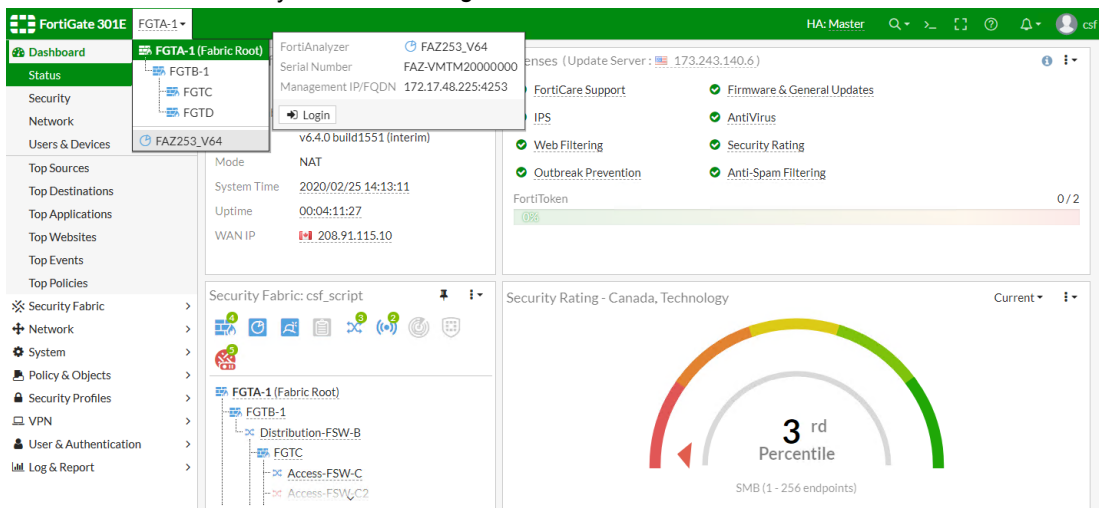 FortiGate 301E
FGTA-1
HA: Master
csf
Dashboard
Status
Security
Network
Users & Devices
Top Sources
Top Destinations
Top Applications
Top Websites
Top Events
Top Policies
Security Fabric
Network
System
Policy & Objects
Security Profiles
VPN
User & Authentication
Log & Report
FGTA-1 (Fabric Root)
FGTB-1
FGTC
FGTD
FAZ253_V64
FortiAnalyzer FAZ253_V64
Serial Number FAZ-VMTM20000000
Management IP/FQDN 172.17.48.225:4253
Login
v6.4.0 build1551 (interim)
Mode NAT
System Time 2020/02/25 14:13:11
Uptime 00:04:11:27
WAN IP 208.91.115.10
enses (Update Server: 173.243.140.6)
FortiCare Support Firmware & General Updates
IPS AntiVirus
Web Filtering Security Rating
Outbreak Prevention Anti-Spam Filtering
FortiToken 0/2
0%
Security Fabric: csf_script
4
3
2
5
FGTA-1 (Fabric Root)
FGTB-1
Distribution-FSW-B
FGTC
Access-FSW-C
Access-FSW-C2
Security Rating - Canada, Technology Current
3 rd
Percentile
SMB (1 - 256 endpoints)